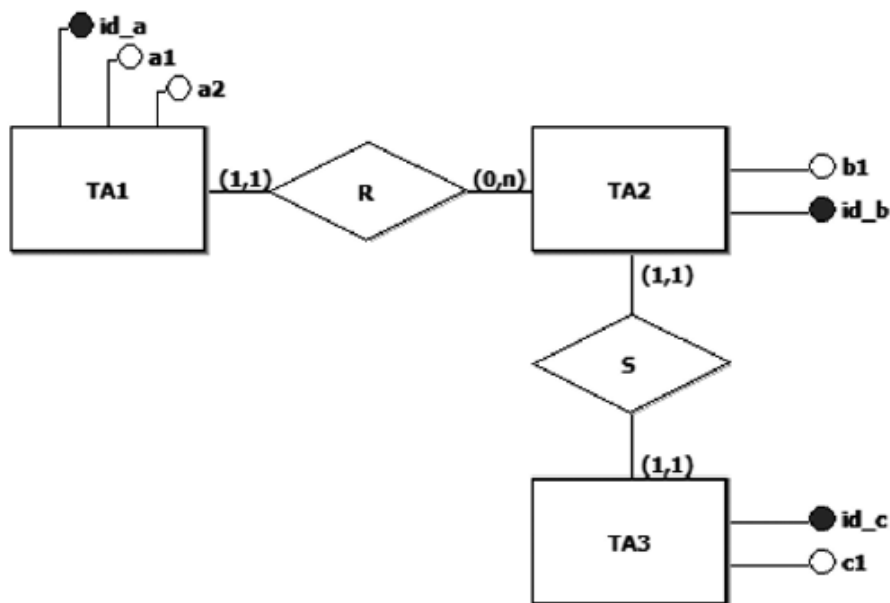 id_a
a1
a2
TA1
(1,1)
R
(0,n)
TA2
b1
id_b
(1,1)
S
(1,1)
TA3
id_c
c1